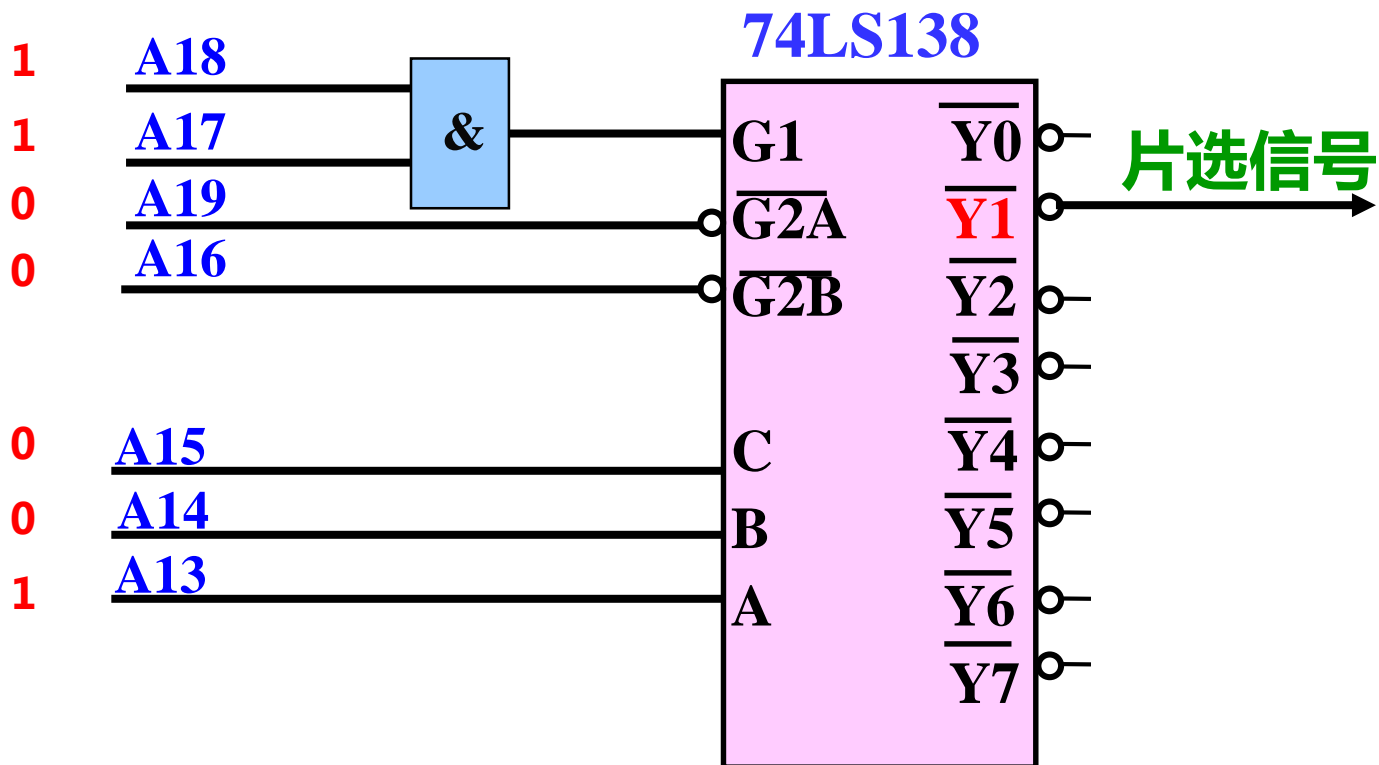 74LS138
1 A18
G1 Y0
片选信号
1 A17
&
0 A19
G2A Y1
0 A16
G2B Y2
Y3
0 A15
C Y4
0 A14
B Y5
1 A13
A Y6
Y7